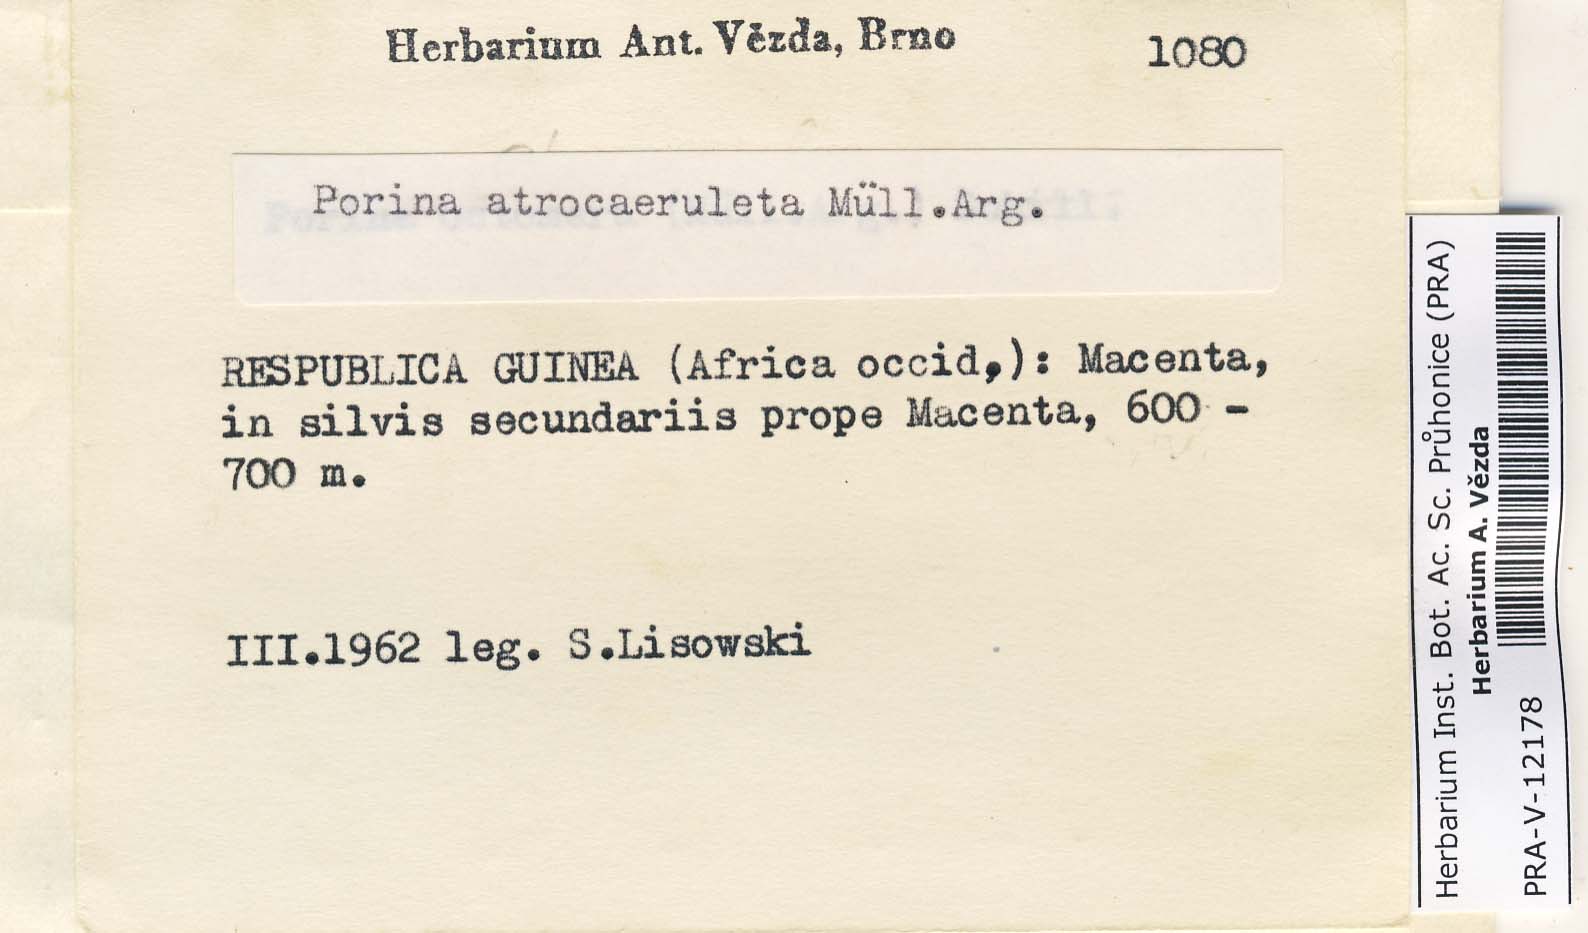 Herbarium Ant. Vězda, Brno
1080
Porina atrocaeruleta Müll.Arg.
RESPUBLICA GUINEA (Africa occid,): Macenta,
in silvis secundariis prope Macenta, 600 -
700 m.
III.1962 leg. S.Lisowski
Herbarium Inst. Bot. Ac. Sc. Průhonice (PRA)
Herbarium A. Vězda
PRA-V-12178